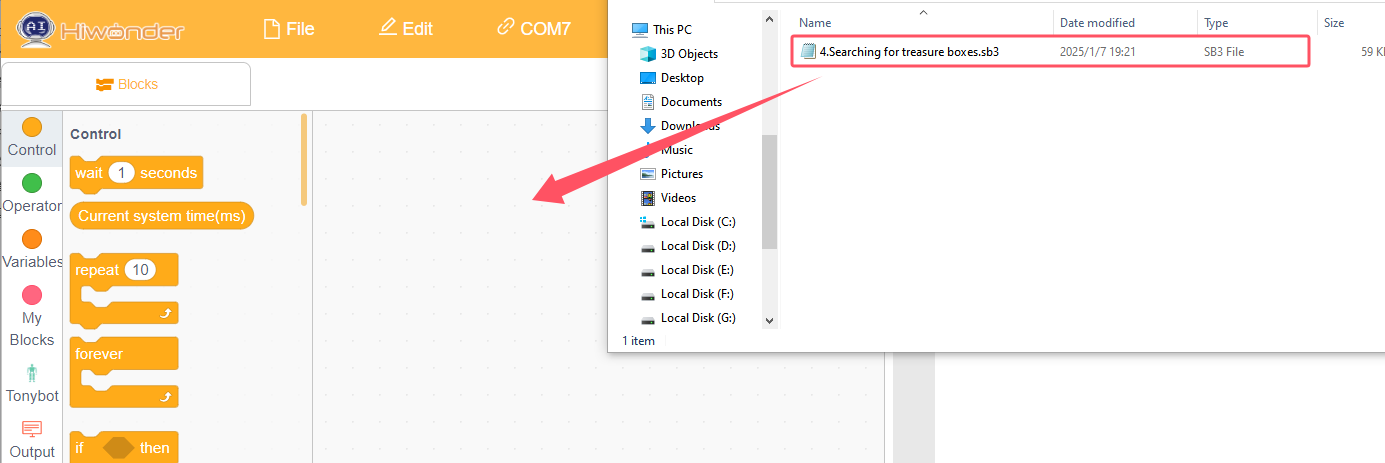 AI
Hiwonder
File
Edit
COM7
Blocks
Control
Operator
Variables
My
Blocks
Tonybot
Output
Control
wait 1 seconds
Current system time(ms)
repeat 10
forever
if then
This PC
3D Objects
Desktop
Documents
Downloads
Music
Pictures
Videos
Local Disk (C:)
Local Disk (D:)
Local Disk (E:)
Local Disk (F:)
Local Disk (G:)
1 item
Name Date modified Type Size
4.Searching for treasure boxes.sb3 2025/1/7 19:21 SB3 File 59